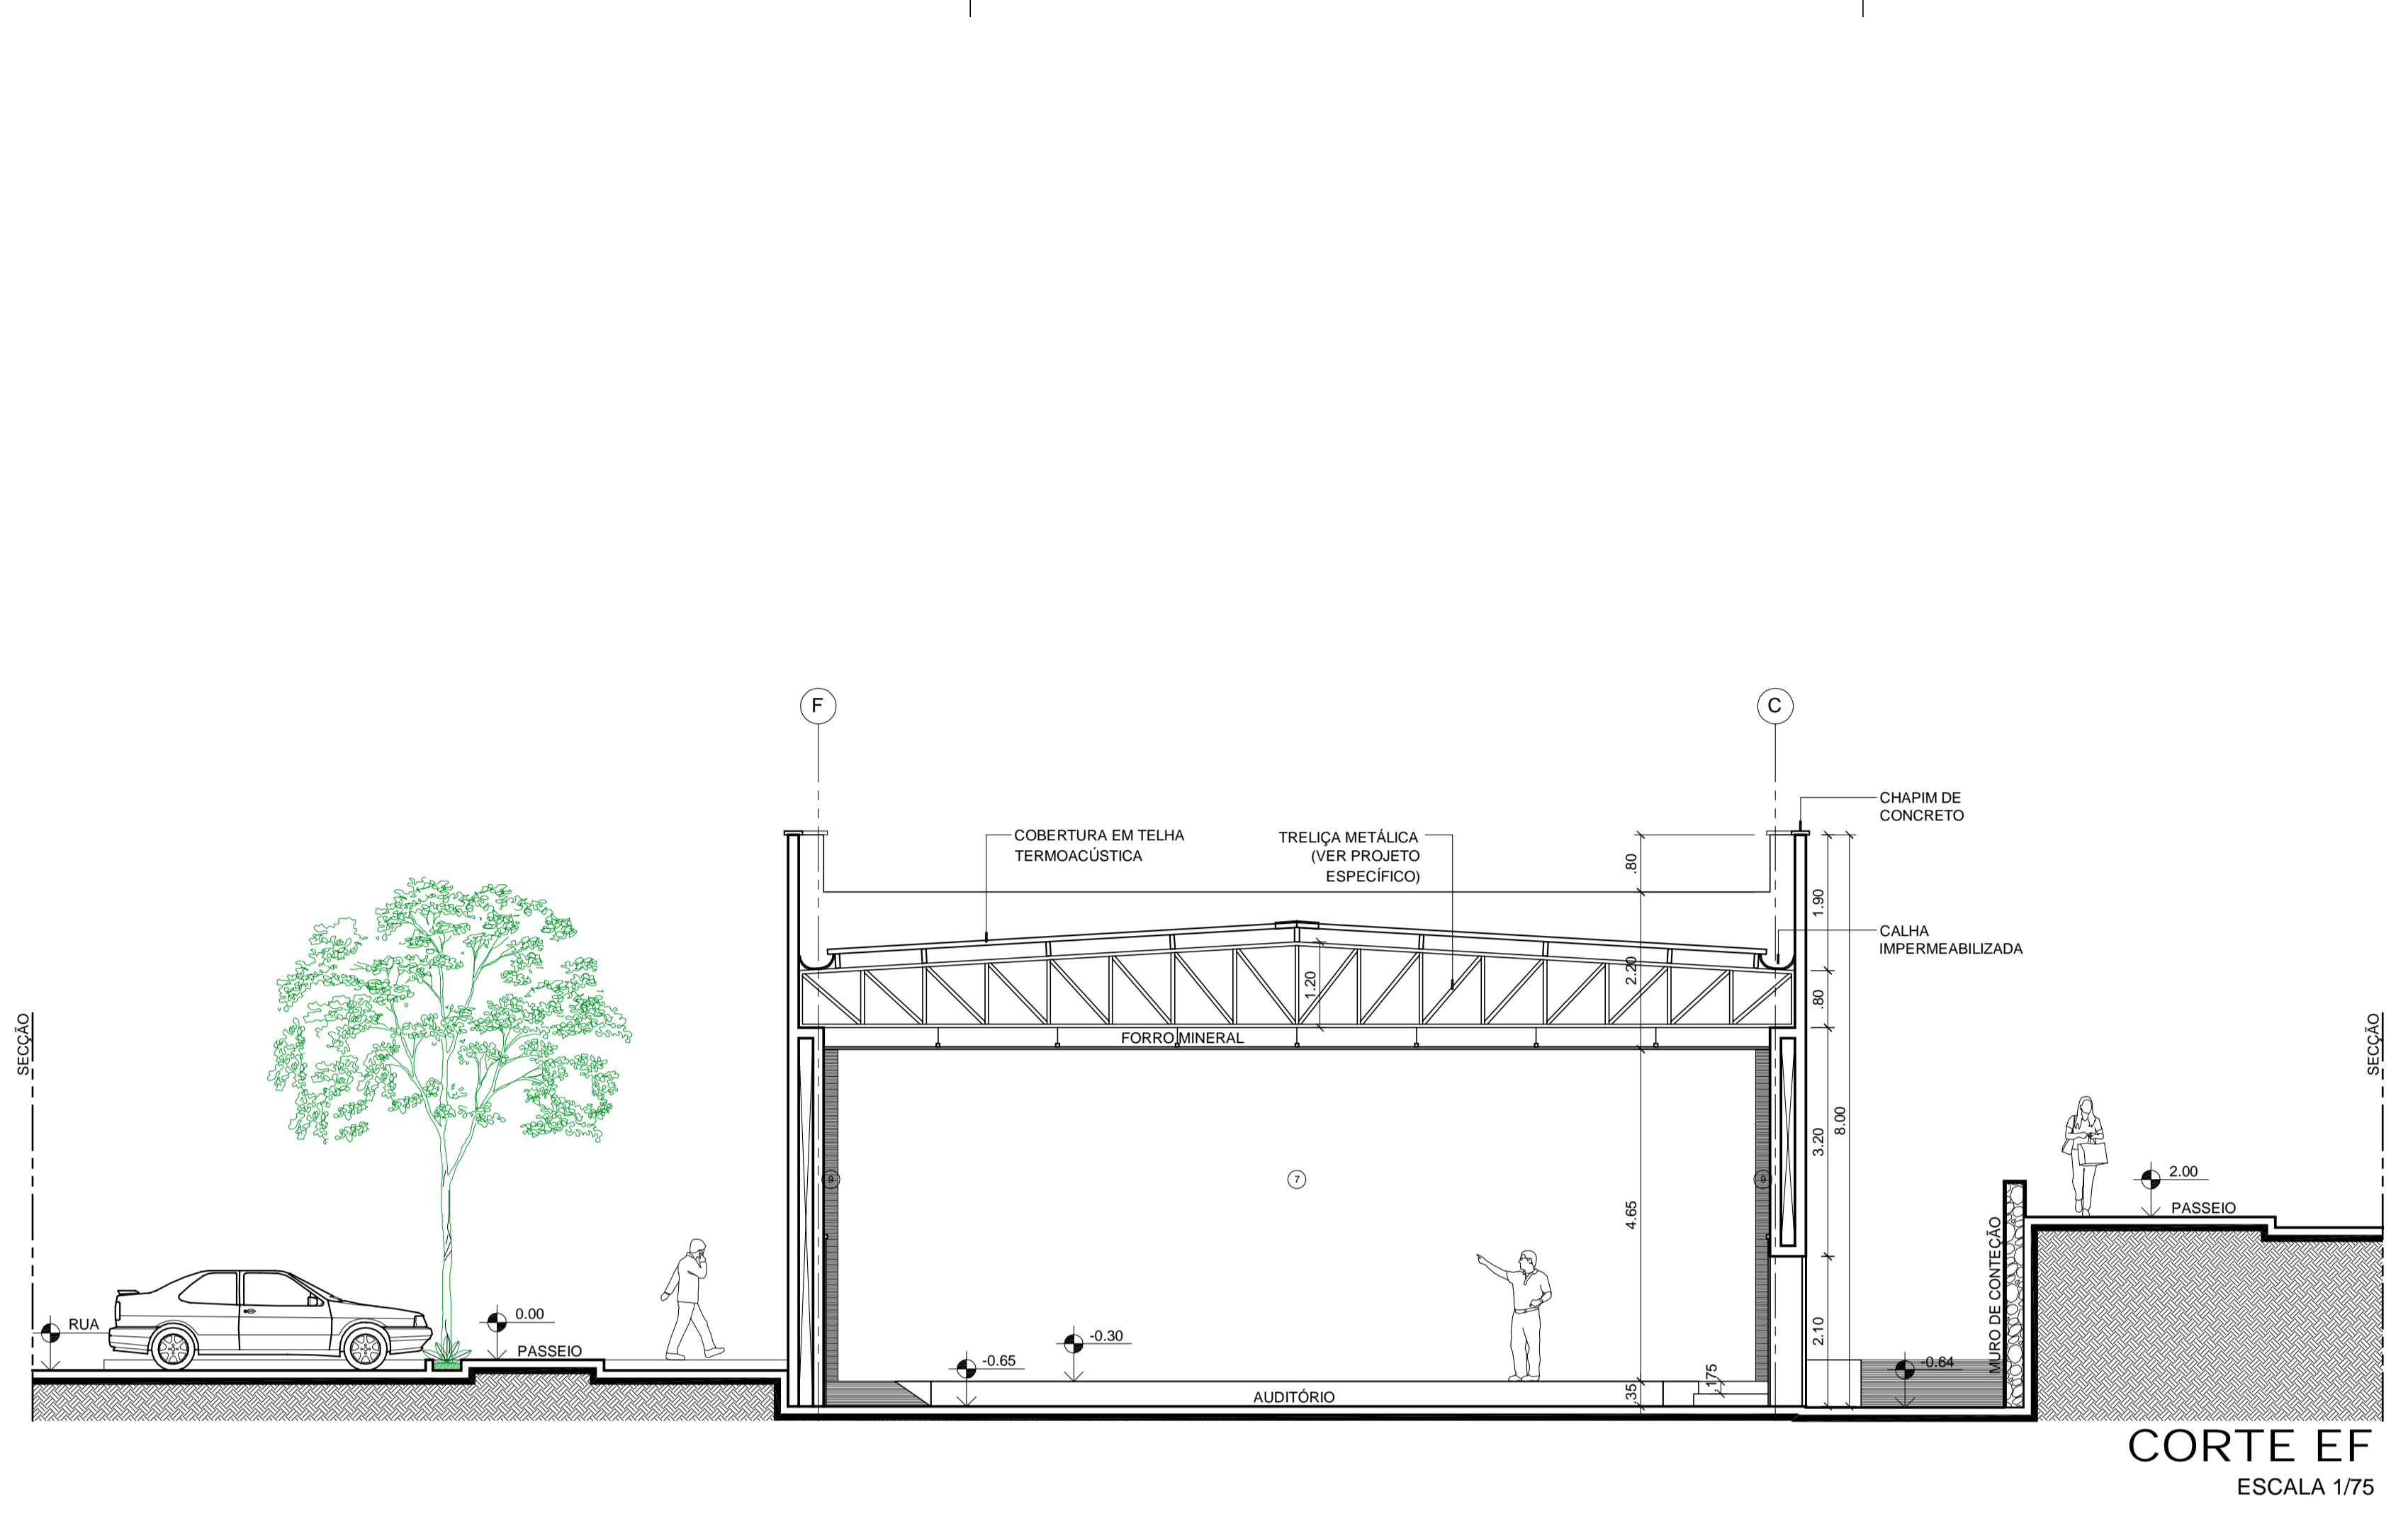 F
C
CHAPIM DE
CONCRETO
COBERTURA EM TELHA
TERMOACÚSTICA
TRELIÇA METÁLICA
(VER PROJETO
ESPECÍFICO)
.80
1.90
CALHA
IMPERMEABILIZADA
2.20
1.20
.80
FORRO MINERAL
SECÇÃO
SECÇÃO
8.00
3.20
9
7
9
4.65
2.00
PASSEIO
MURO DE CONTEÇÃO
RUA
0.00
PASSEIO
-0.30
-0.65
2.10
-0.64
.175
.35
AUDITÓRIO
CORTE EF
ESCALA 1/75